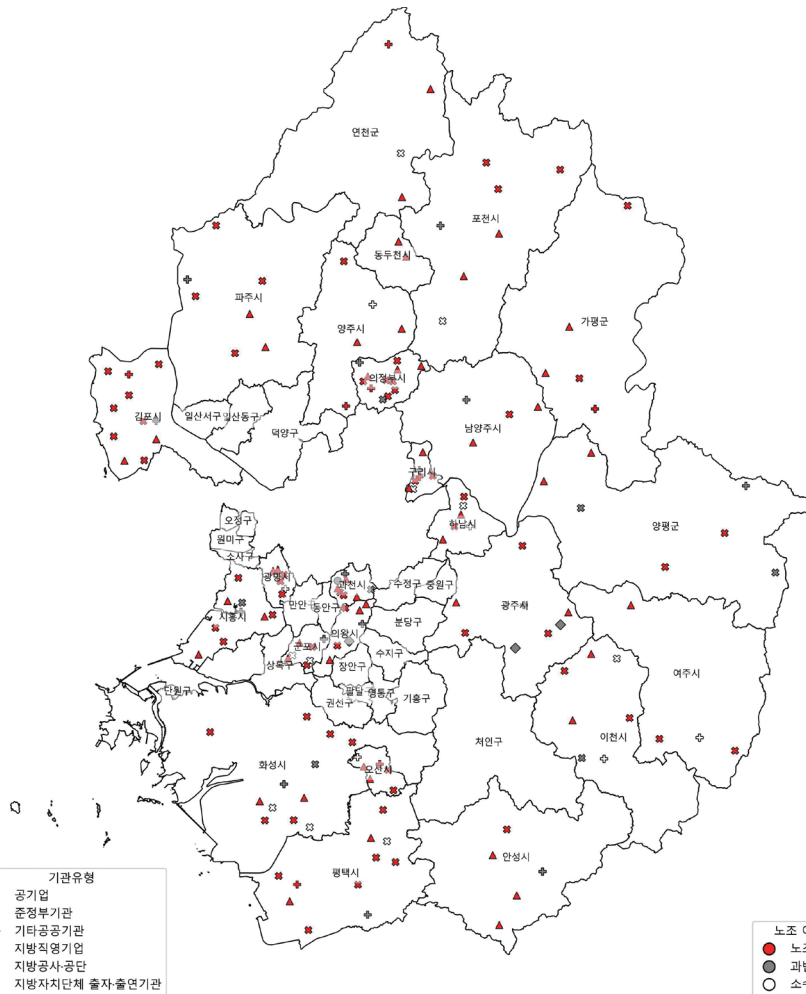 연천군
포천시
동두천시
파주시
가평군
양주시
의정부시
김포시
일산서구
일산동구
덕양구
남양주시
구리시
하남시
양평군
오정구
원미구
소사구
광명시
과천시
수정구
중원구
만안구
동안구
광주시
시흥시
의왕시
분당구
군포시
상록구
장안구
수지구
여주시
단원구
팔달
영통구
기흥구
권선구
처인구
이천시
화성시
오산시
평택시
안성시
기관유형
공기업
준정부기관
기타공공기관
지방직영기업
지방공사·공단
지방자치단체 출자·출연기관
노조
노조
소수